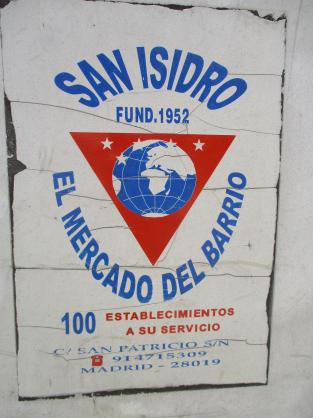 SAN ISIDRO
FUND.1952
EL MERCADO DEL BARRIO
100 ESTABLECIMIENTOS
A SU SERVICIO
C/ SAN PATRICIO S/N
☎ 914715309
MADRID - 28019